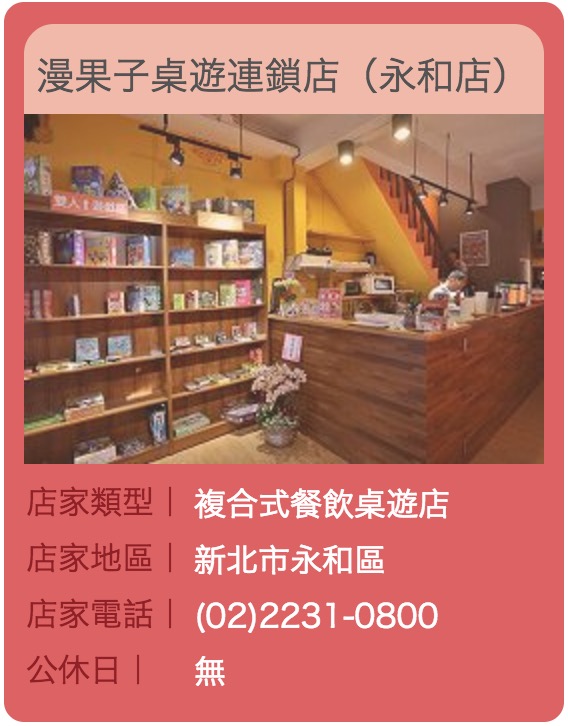 漫果子桌遊連鎖店（永和店）
店家類型｜ 複合式餐飲桌遊店
店家地區｜ 新北市永和區
店家電話｜ (02)2231-0800
公休日｜ 無